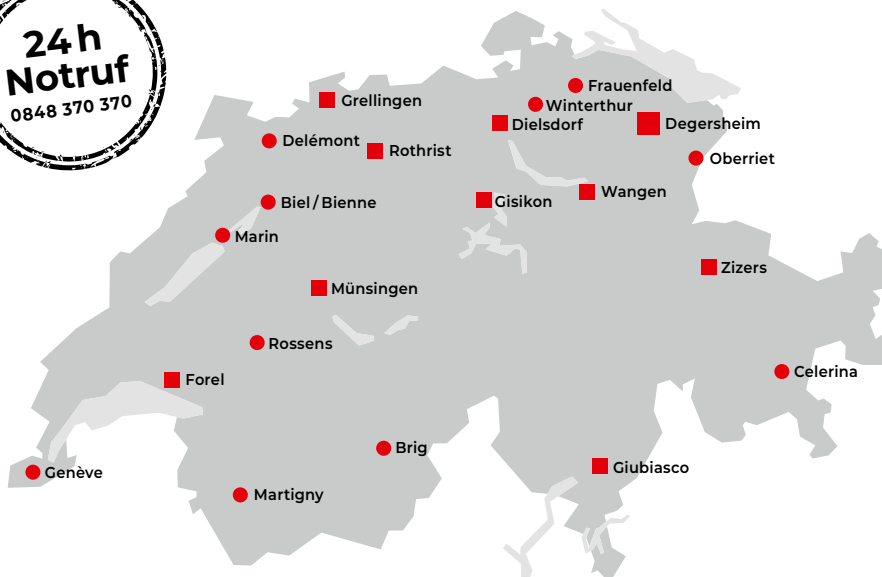 24 h
Notruf
0848 370 370
Frauenfeld
Grellingen
Winterthur
Dielsdorf
Degersheim
Delémont
Rothrist
Oberriet
Wangen
Biel / Bienne
Gisikon
Marin
Zizers
Münsingen
Rossens
Forel
Celerina
Brig
Giubiasco
Genève
Martigny